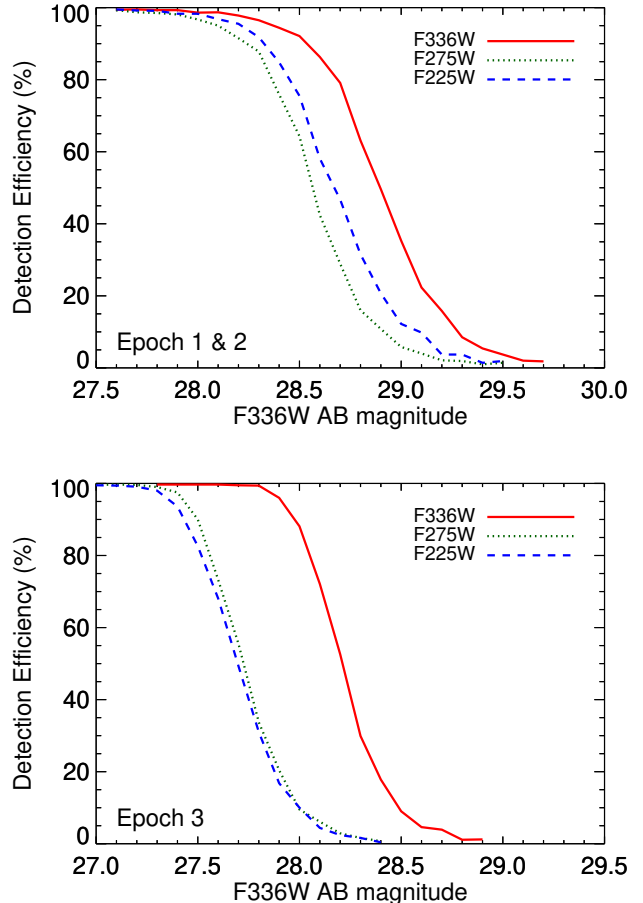 100
80
60
40
20
0
Detection Efficiency (%)
F336W
F275W
F225W
Epoch 1 & 2
27.5 28.0 28.5 29.0 29.5 30.0
F336W AB magnitude
100
80
60
40
20
0
Detection Efficiency (%)
F336W
F275W
F225W
Epoch 3
27.0 27.5 28.0 28.5 29.0 29.5
F336W AB magnitude